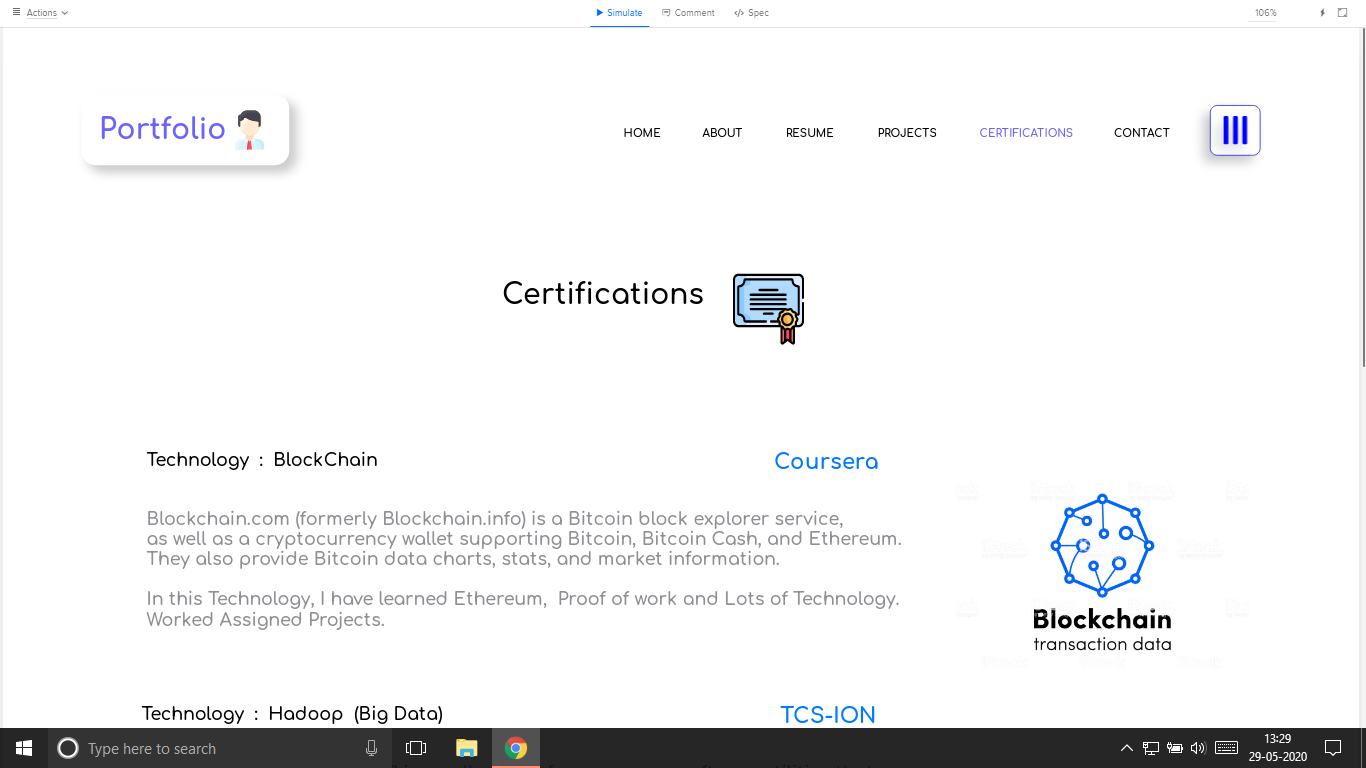 Actions
Simulate
Comment
Spec
106%
Portfolio
HOME
ABOUT
RESUME
PROJECTS
CERTIFICATIONS
CONTACT
Certifications
Technology : BlockChain
Coursera
Blockchain.com (formerly Blockchain.info) is a Bitcoin block explorer service,
as well as a cryptocurrency wallet supporting Bitcoin, Bitcoin Cash, and Ethereum.
They also provide Bitcoin data charts, stats, and market information.
In this Technology, I have learned Ethereum,  Proof of work and Lots of Technology.
Worked Assigned Projects.
Blockchain
transaction data
Technology : Hadoop (Big Data)
TCS-ION
Type here to search
13:29
29-05-2020